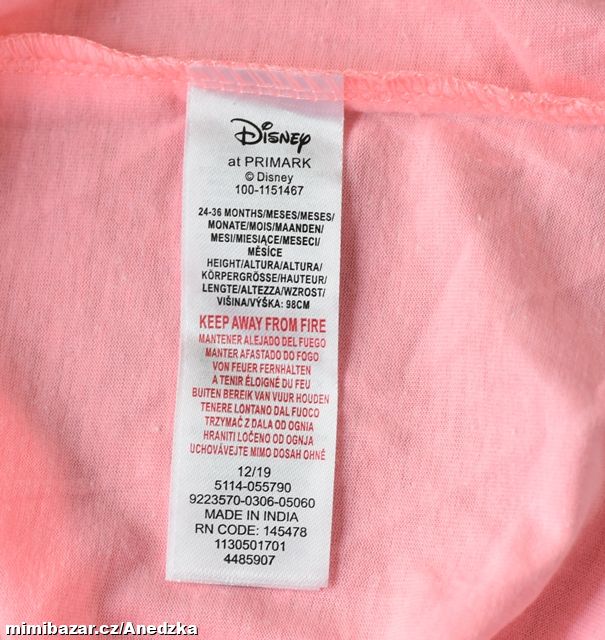 Disney
at PRIMARK
© Disney
100-1151467
24-36 MONTHS/MESES/MESES/
MONATE/MOIS/MAANDEN/
MESI/MIESIĄCE/MESECI/
MĚSÍCE
HEIGHT/ALTURA/ALTURA/
KÖRPERGRÖSSE/HAUTEUR/
LENGTE/ALTEZZA/WZROST/
VIŠINA/VÝŠKA: 98CM
KEEP AWAY FROM FIRE
MANTENER ALEJADO DEL FUEGO
MANTER AFASTADO DO FOGO
VON FEUER FERNHALTEN
A TENIR ÉLOIGNÉ DU FEU
BUITEN BEREIK VAN VUUR HOUDEN
TENERE LONTANO DAL FUOCO
TRZYMAĆ Z DALA OD OGNIA
HRANITI LOČENO OD OGNJA
UCHOVÁVEJTE MIMO DOSAH OHNĚ
12/19
5114-055790
9223570-0306-05060
MADE IN INDIA
RN CODE: 145478
1130501701
4485907
mimibazar.cz/Anedzka